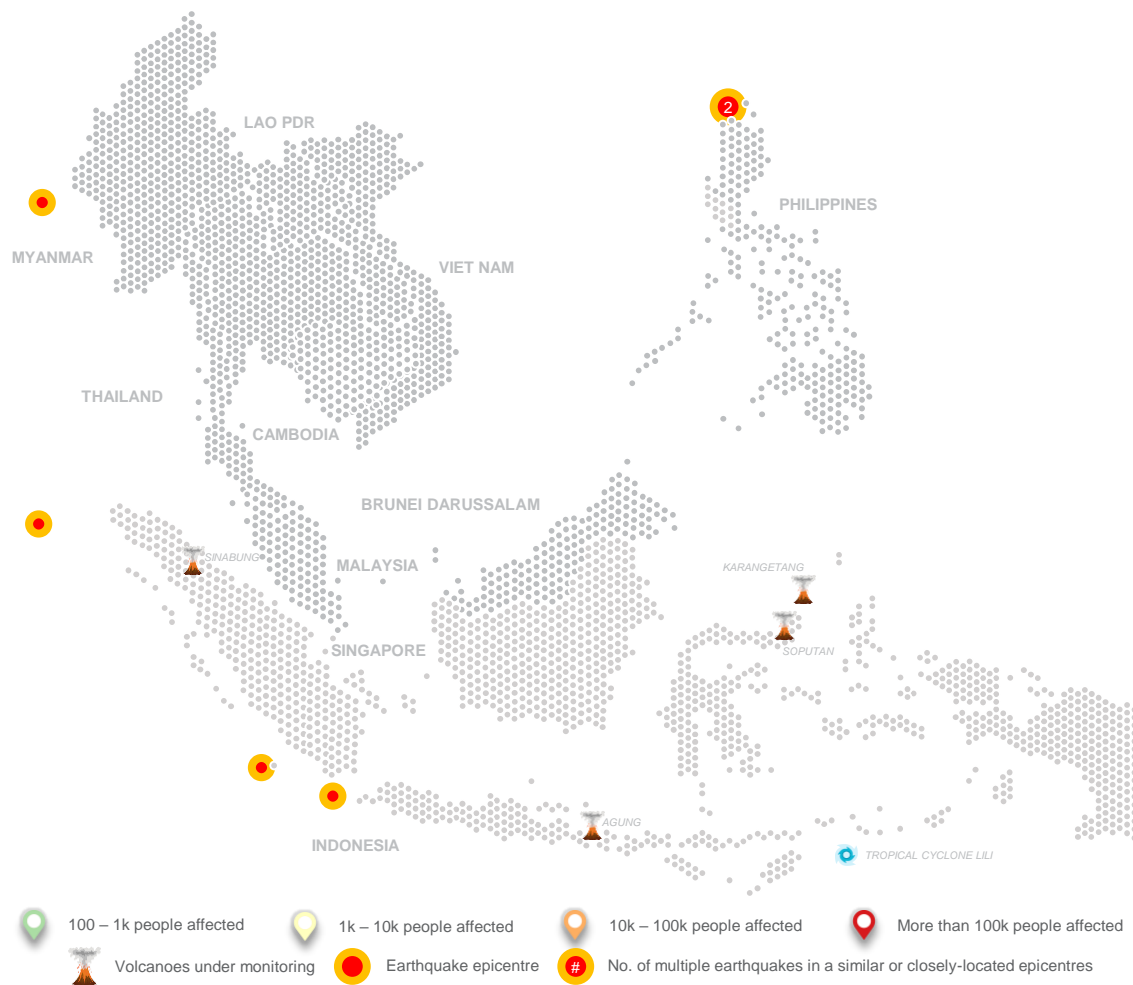 2
LAO PDR
PHILIPPINES
MYANMAR
VIET NAM
THAILAND
CAMBODIA
BRUNEI DARUSSALAM
SINABUNG
MALAYSIA
KARANGETANG
SINGAPORE
SOPUTAN
AGUNG
INDONESIA
TROPICAL CYCLONE LILI
100 – 1k people affected
1k – 10k people affected
10k – 100k people affected
More than 100k people affected
Volcanoes under monitoring
Earthquake epicentre
#
No. of multiple earthquakes in a similar or closely-located epicentres